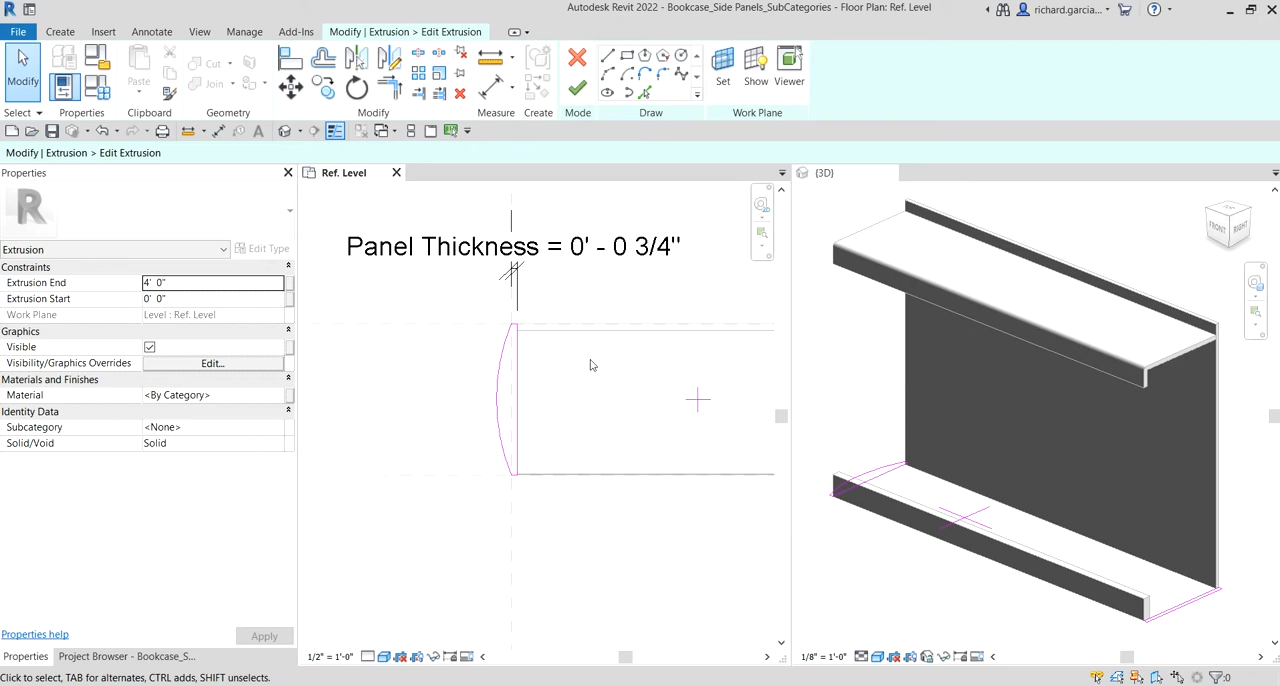 Autodesk Revit 2022 - Bookcase_Side Panels_SubCategories - Floor Plan: Ref. Level
richard.garcia...
File Create Insert Annotate View Manage Add-Ins Modify | Extrusion > Edit Extrusion
Modify
Paste
Cut
Join
Set Show Viewer
Select Properties Clipboard Geometry Modify Measure Create Mode Draw Work Plane
Modify | Extrusion > Edit Extrusion
Properties
Ref. Level
{3D}
R
Extrusion
Edit Type
Constraints
Extrusion End 4' 0"
Extrusion Start 0' 0"
Work Plane Level : Ref. Level
Graphics
Visible
Visibility/Graphics Overrides Edit...
Materials and Finishes
Material <By Category>
Identity Data
Subcategory <None>
Solid/Void Solid
Panel Thickness = 0' - 0 3/4"
FRONT
RIGHT
Properties help
Apply
Properties
Project Browser - Bookcase_S...
1/2" = 1'-0"
1/8" = 1'-0"
Click to select, TAB for alternates, CTRL adds, SHIFT unselects.
:0